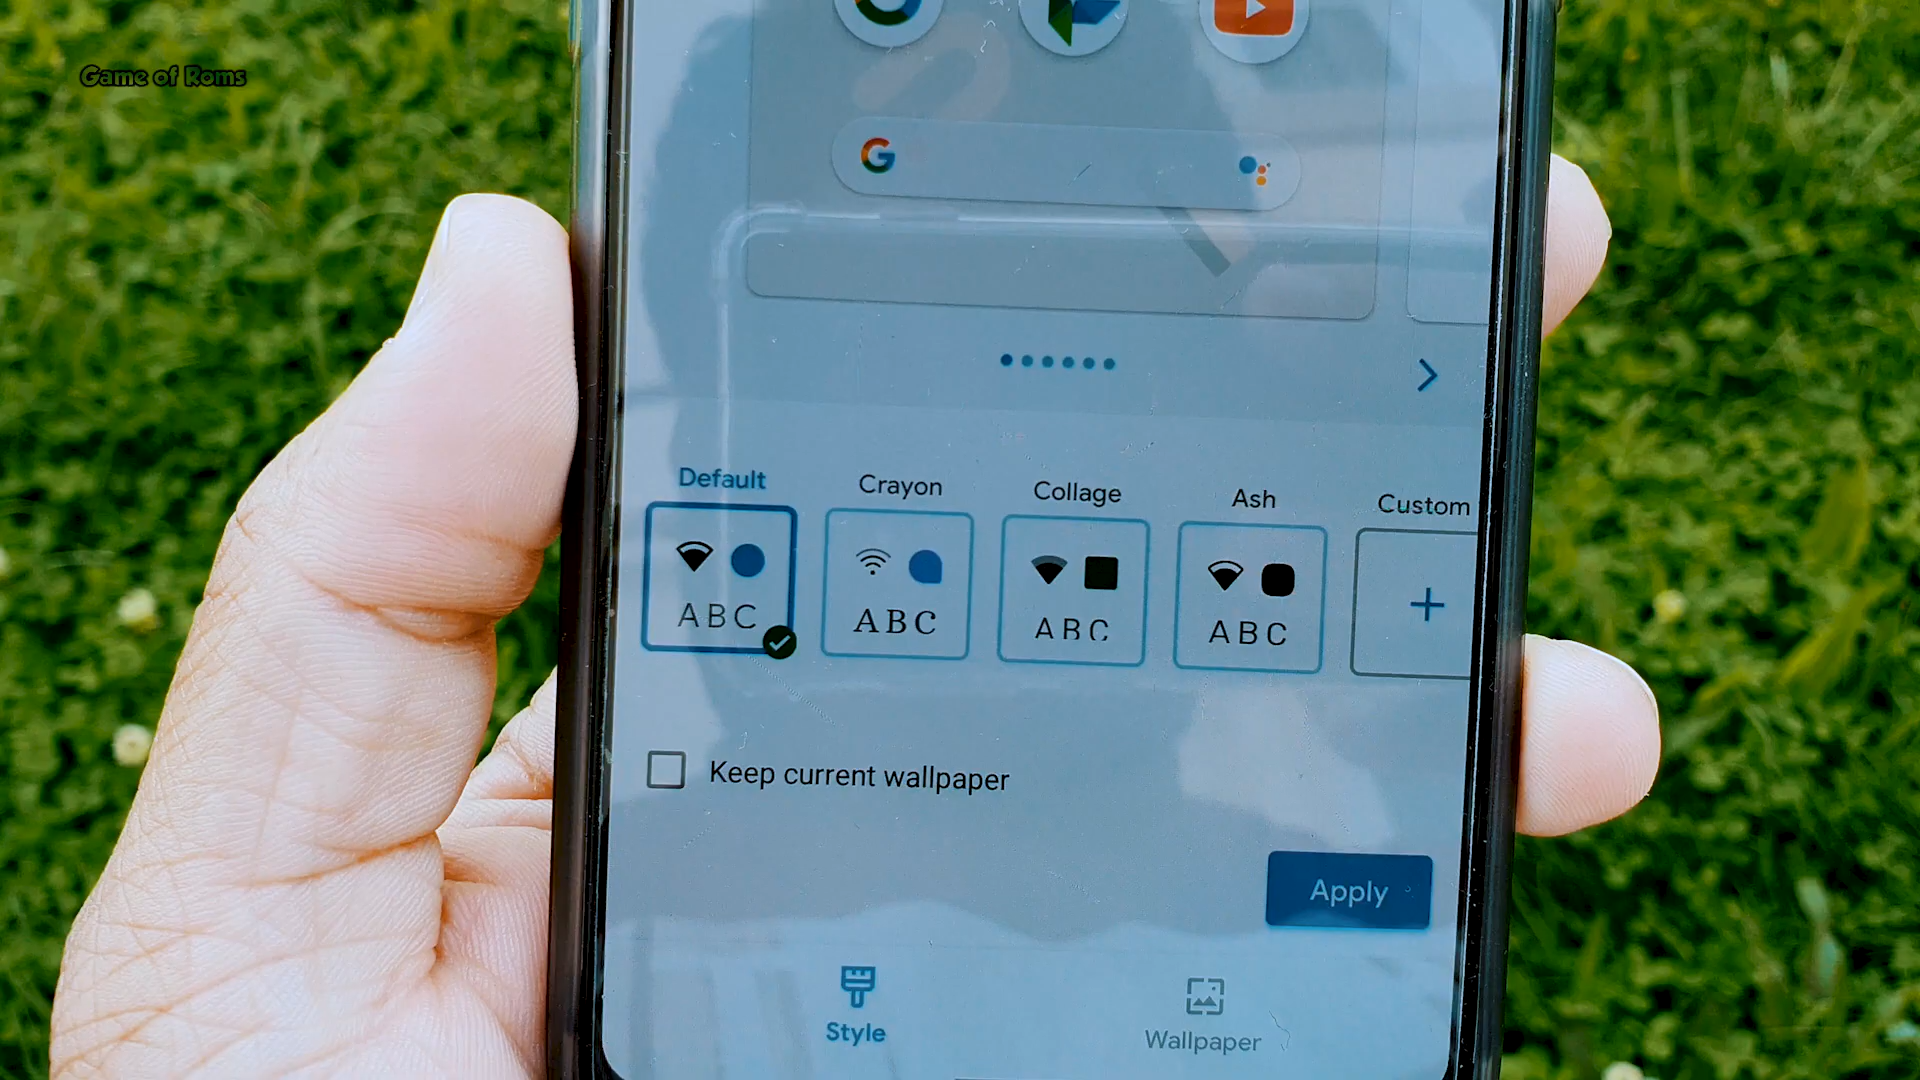 Game of Roms
G
Default
Crayon
Collage
Ash
Custom
ABC
ABC
ABC
ABC
+
Keep current wallpaper
Apply
Style
Wallpaper